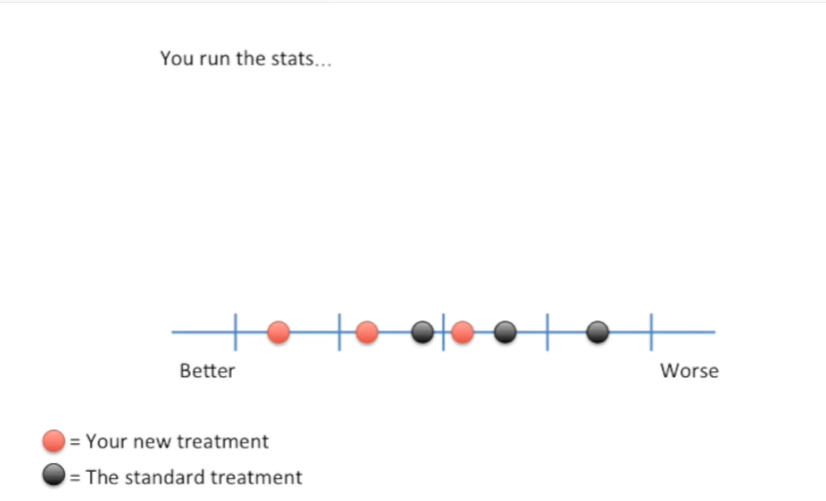 You run the stats...
Better
Worse
= Your new treatment
= The standard treatment